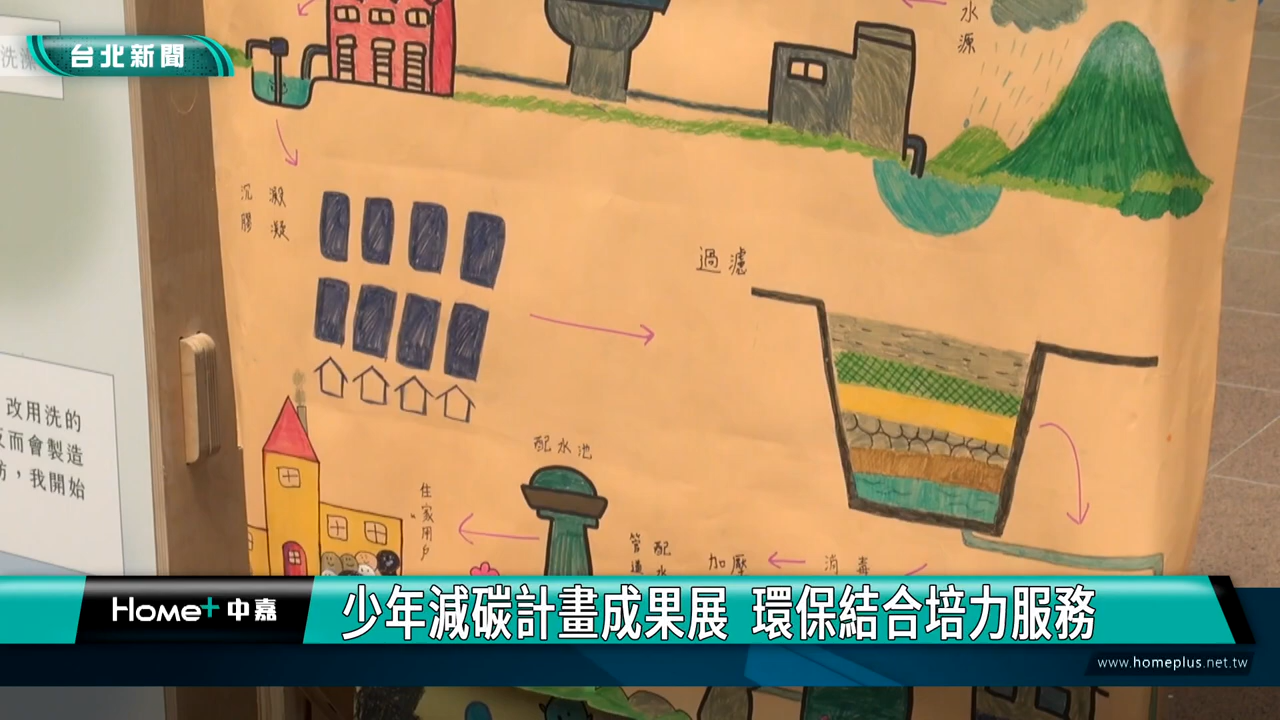 台北新聞
洗澡
水源
沉 澱
膠 凝
過濾
改用洗的
反而會製造
我開始
配水池
住家用戶
管 配
水
加壓
消毒
Home+ 中嘉
少年減碳計畫成果展 環保結合培力服務
www.homeplus.net.tw